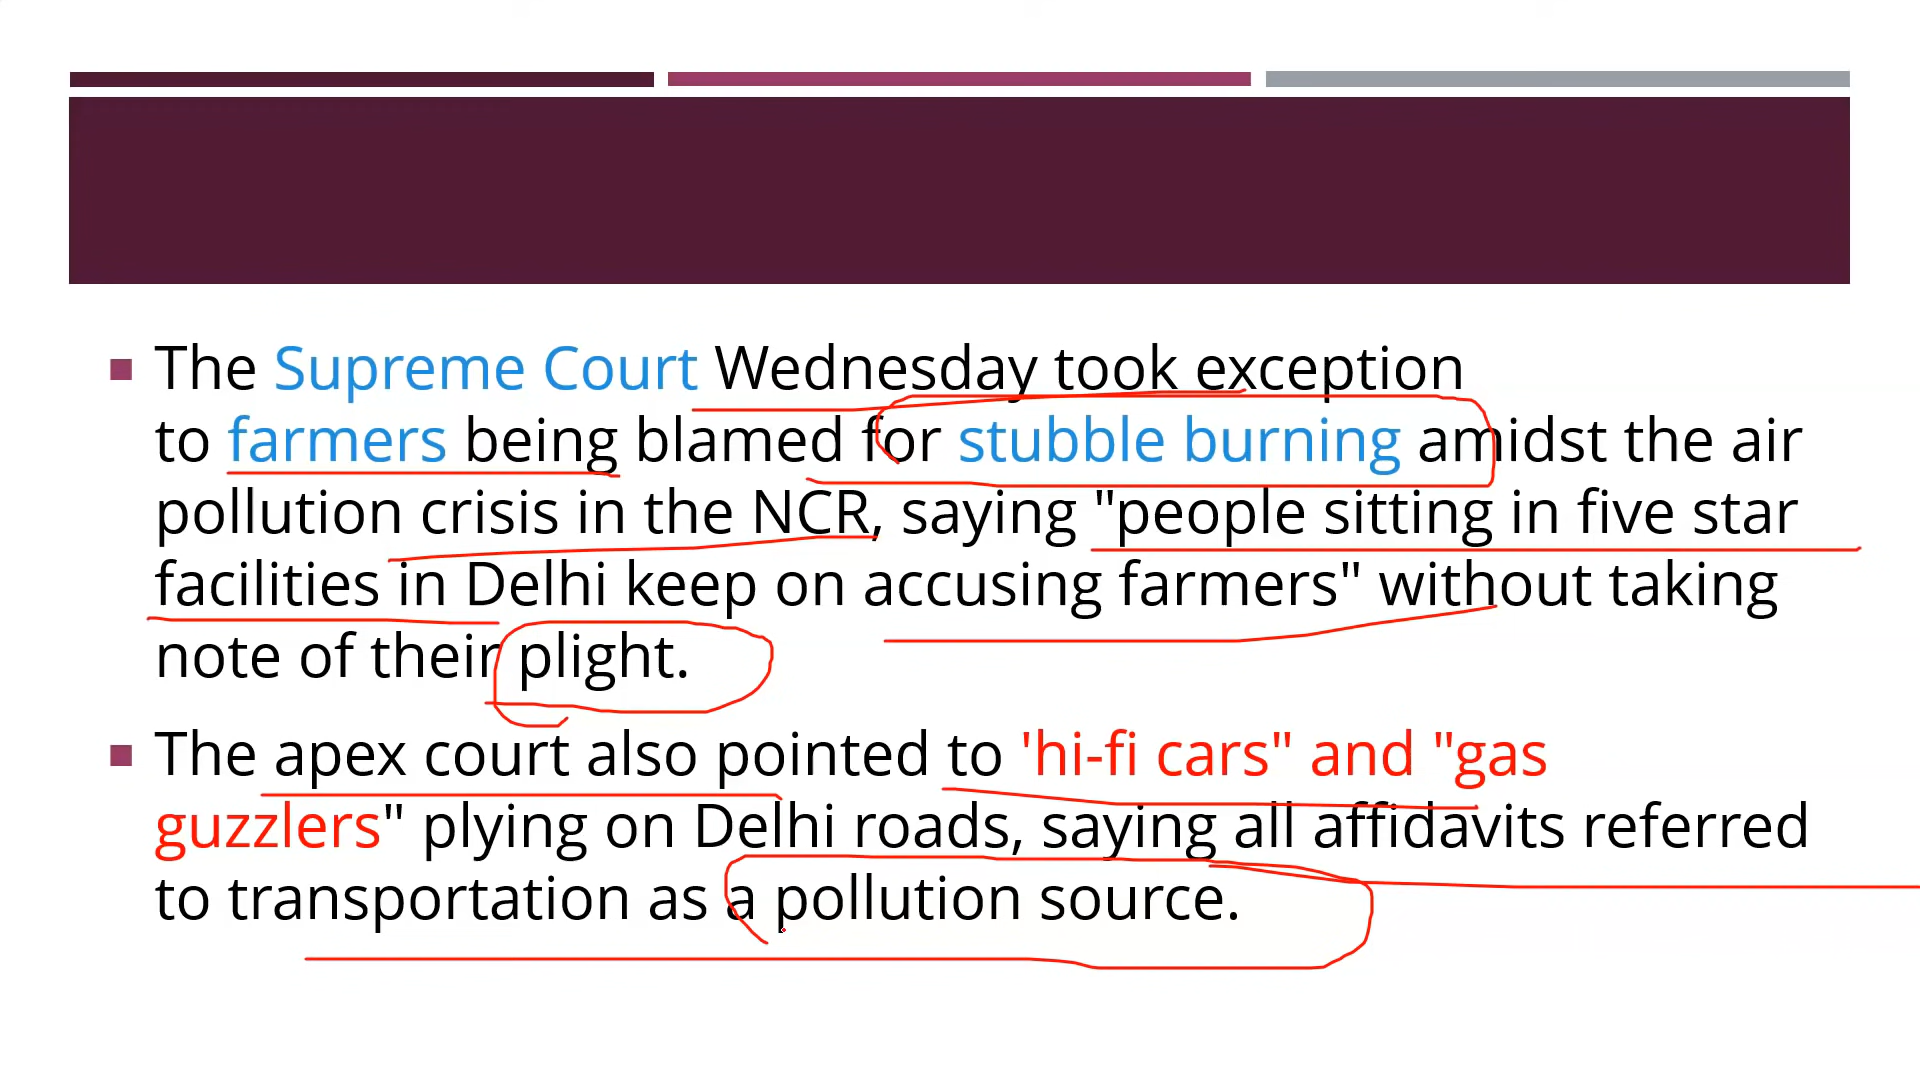 The Supreme Court Wednesday took exception
to farmers being blamed for stubble burning amidst the air
pollution crisis in the NCR, saying "people sitting in five star
facilities in Delhi keep on accusing farmers" without taking
note of their plight.
The apex court also pointed to 'hi-fi cars" and "gas
guzzlers" plying on Delhi roads, saying all affidavits referred
to transportation as a pollution source.